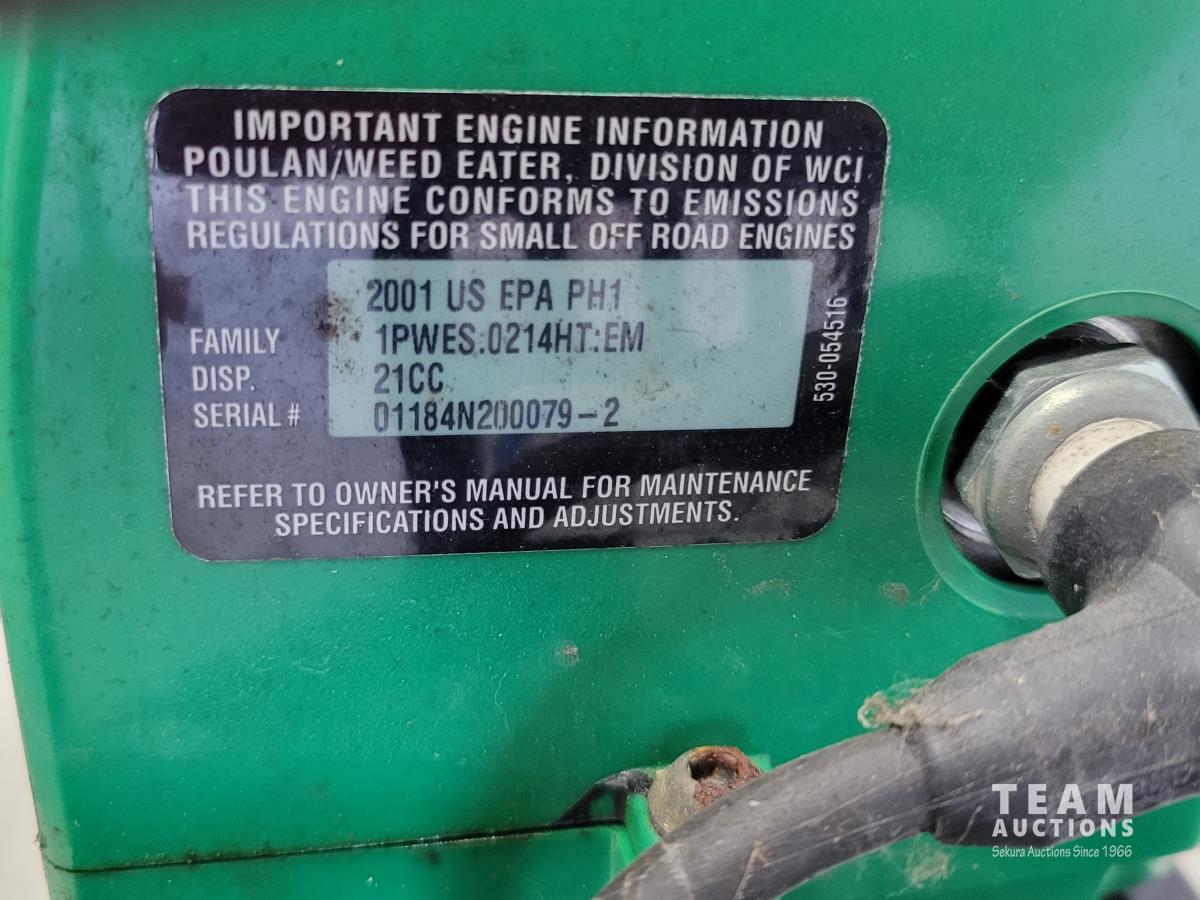 IMPORTANT ENGINE INFORMATION
POULAN/WEED EATER, DIVISION OF WCI
THIS ENGINE CONFORMS TO EMISSIONS
REGULATIONS FOR SMALL OFF ROAD ENGINES
2001 US EPA PH1
FAMILY 1PWES.0214HT:EM
DISP. 21CC
SERIAL # 01184N200079-2
530-054516
REFER TO OWNER'S MANUAL FOR MAINTENANCE
SPECIFICATIONS AND ADJUSTMENTS.
TEAM
AUCTIONS
Sekura Auctions Since 1966